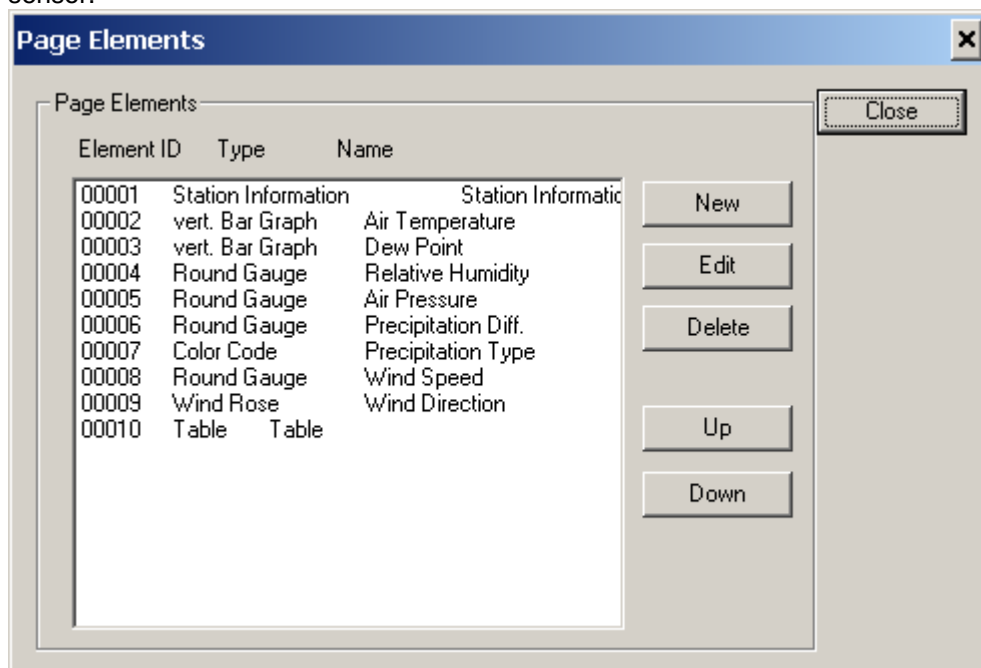 Page Elements
Page Elements
Close
Element ID Type Name
00001 Station Information Station Informatic
00002 vert. Bar Graph Air Temperature
00003 vert. Bar Graph Dew Point
00004 Round Gauge Relative Humidity
00005 Round Gauge Air Pressure
00006 Round Gauge Precipitation Diff.
00007 Color Code Precipitation Type
00008 Round Gauge Wind Speed
00009 Wind Rose Wind Direction
00010 Table Table
New
Edit
Delete
Up
Down